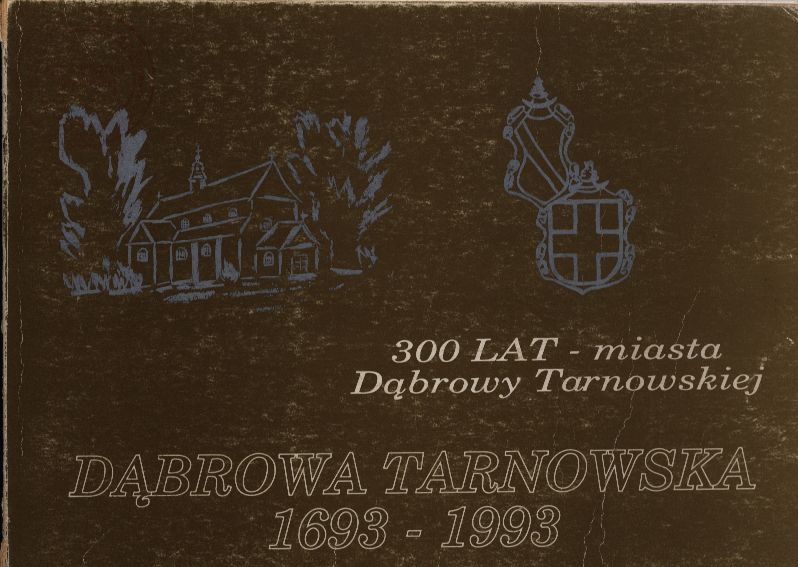 300 LAT - miasta
Dąbrowy Tarnowskiej
DĄBROWA TARNOWSKA
1693 - 1993